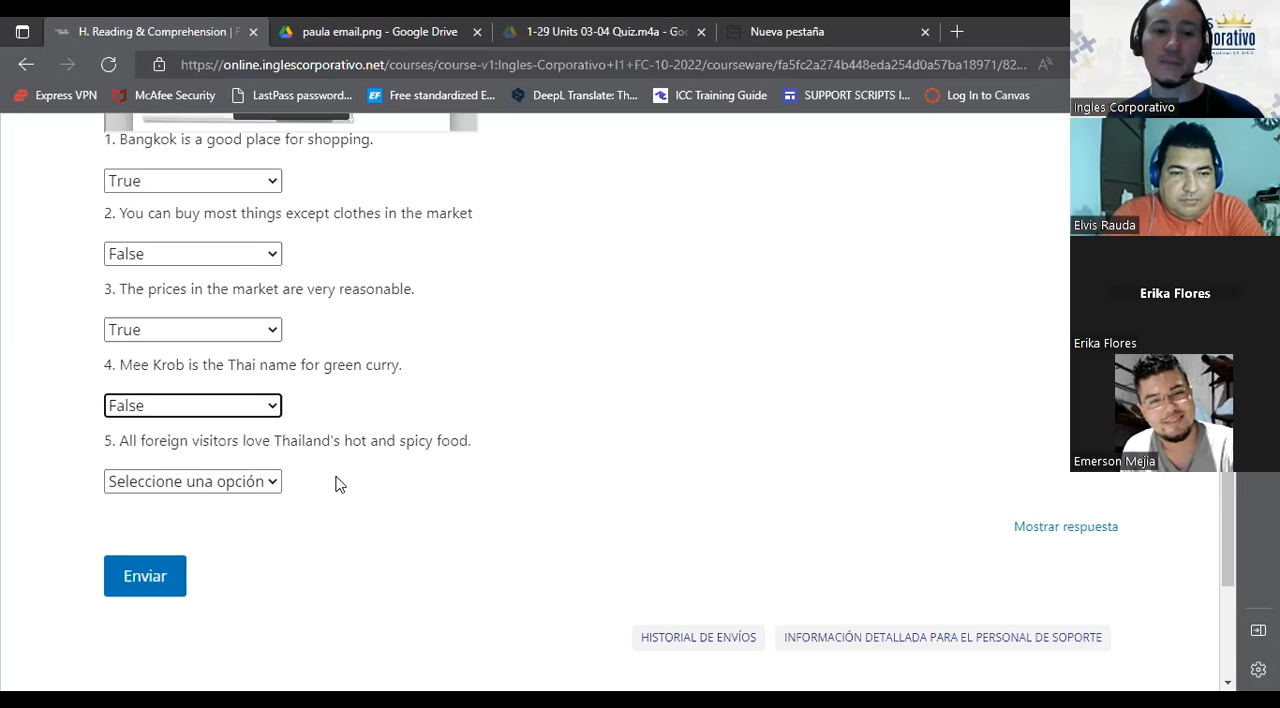 H. Reading & Comprehension | F
paula email.png - Google Drive
1-29 Units 03-04 Quiz.m4a - Goo
Nueva pestaña
https://online.inglescorporativo.net/courses/course-v1:Ingles-Corporativo+I1+FC-10-2022/courseware/fa5fc2a274b448eda254d0a57ba18971/82...
Express VPN
McAfee Security
LastPass password...
Free standardized E...
DeepL Translate: Th...
ICC Training Guide
SUPPORT SCRIPTS I...
Log In to Canvas
1. Bangkok is a good place for shopping.
True
2. You can buy most things except clothes in the market
False
3. The prices in the market are very reasonable.
True
4. Mee Krob is the Thai name for green curry.
False
5. All foreign visitors love Thailand's hot and spicy food.
Seleccione una opción
Mostrar respuesta
Enviar
HISTORIAL DE ENVÍOS
INFORMACIÓN DETALLADA PARA EL PERSONAL DE SOPORTE
Ingles Corporativo
Elvis Rauda
Erika Flores
Erika Flores
Emerson Mejia